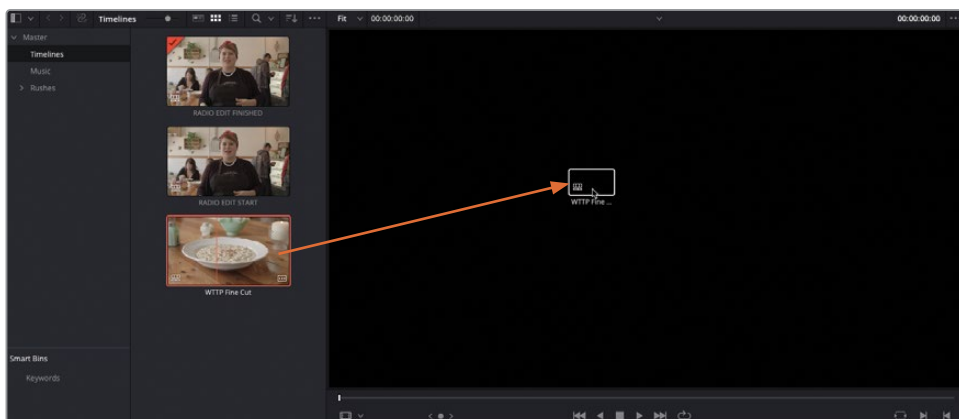 Timelines
Fit
00:00:00:00
00:00:00:00
Master
Timelines
Music
Rushes
RADIO EDIT FINISHED
RADIO EDIT START
WTTP Fine Cut
WTTP Fine ...
Smart Bins
Keywords